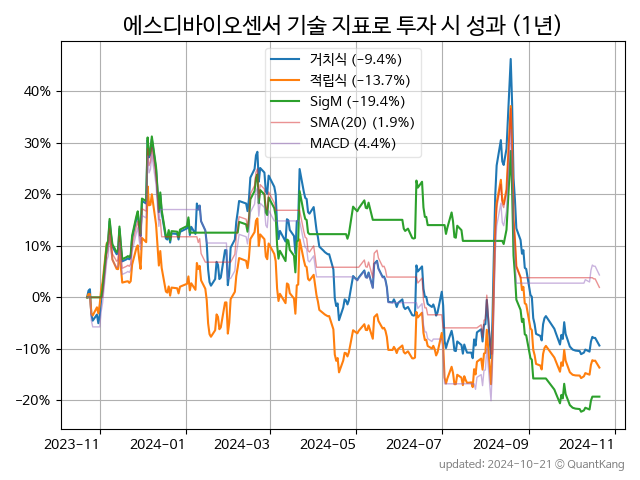 에스디바이오센서 기술 지표로 투자 시 성과 (1년)
거치식 (−9.4%)
적립식 (−13.7%)
SigM (−19.4%)
SMA(20) (1.9%)
MACD (4.4%)
40%
30%
20%
10%
0%
−10%
−20%
2023−11 2024−01 2024−03 2024−05 2024−07 2024−09 2024−11
updated: 2024-10-21 © QuantKang